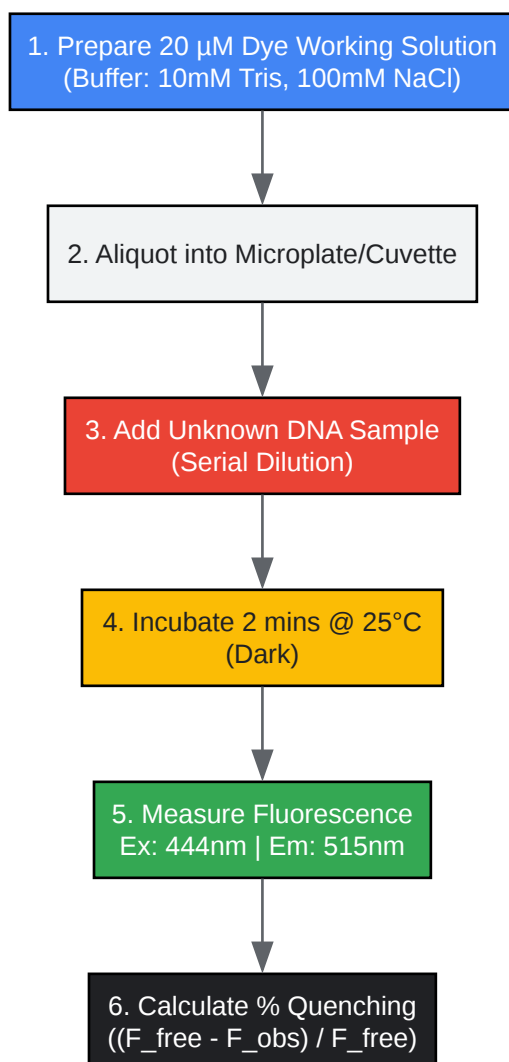 1. Prepare 20 µM Dye Working Solution
(Buffer: 10mM Tris, 100mM NaCl)
2. Aliquot into Microplate/Cuvette
3. Add Unknown DNA Sample
(Serial Dilution)
4. Incubate 2 mins @ 25°C
(Dark)
5. Measure Fluorescence
Ex: 444nm | Em: 515nm
6. Calculate % Quenching
((F_free - F_obs) / F_free)